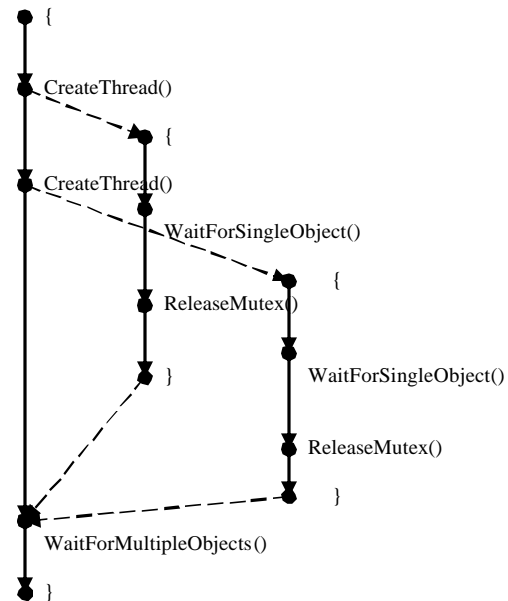 {
CreateThread()
{
CreateThread()
WaitForSingleObject()
{
ReleaseMutex()
}
WaitForSingleObject()
ReleaseMutex()
}
WaitForMultipleObjects()
}